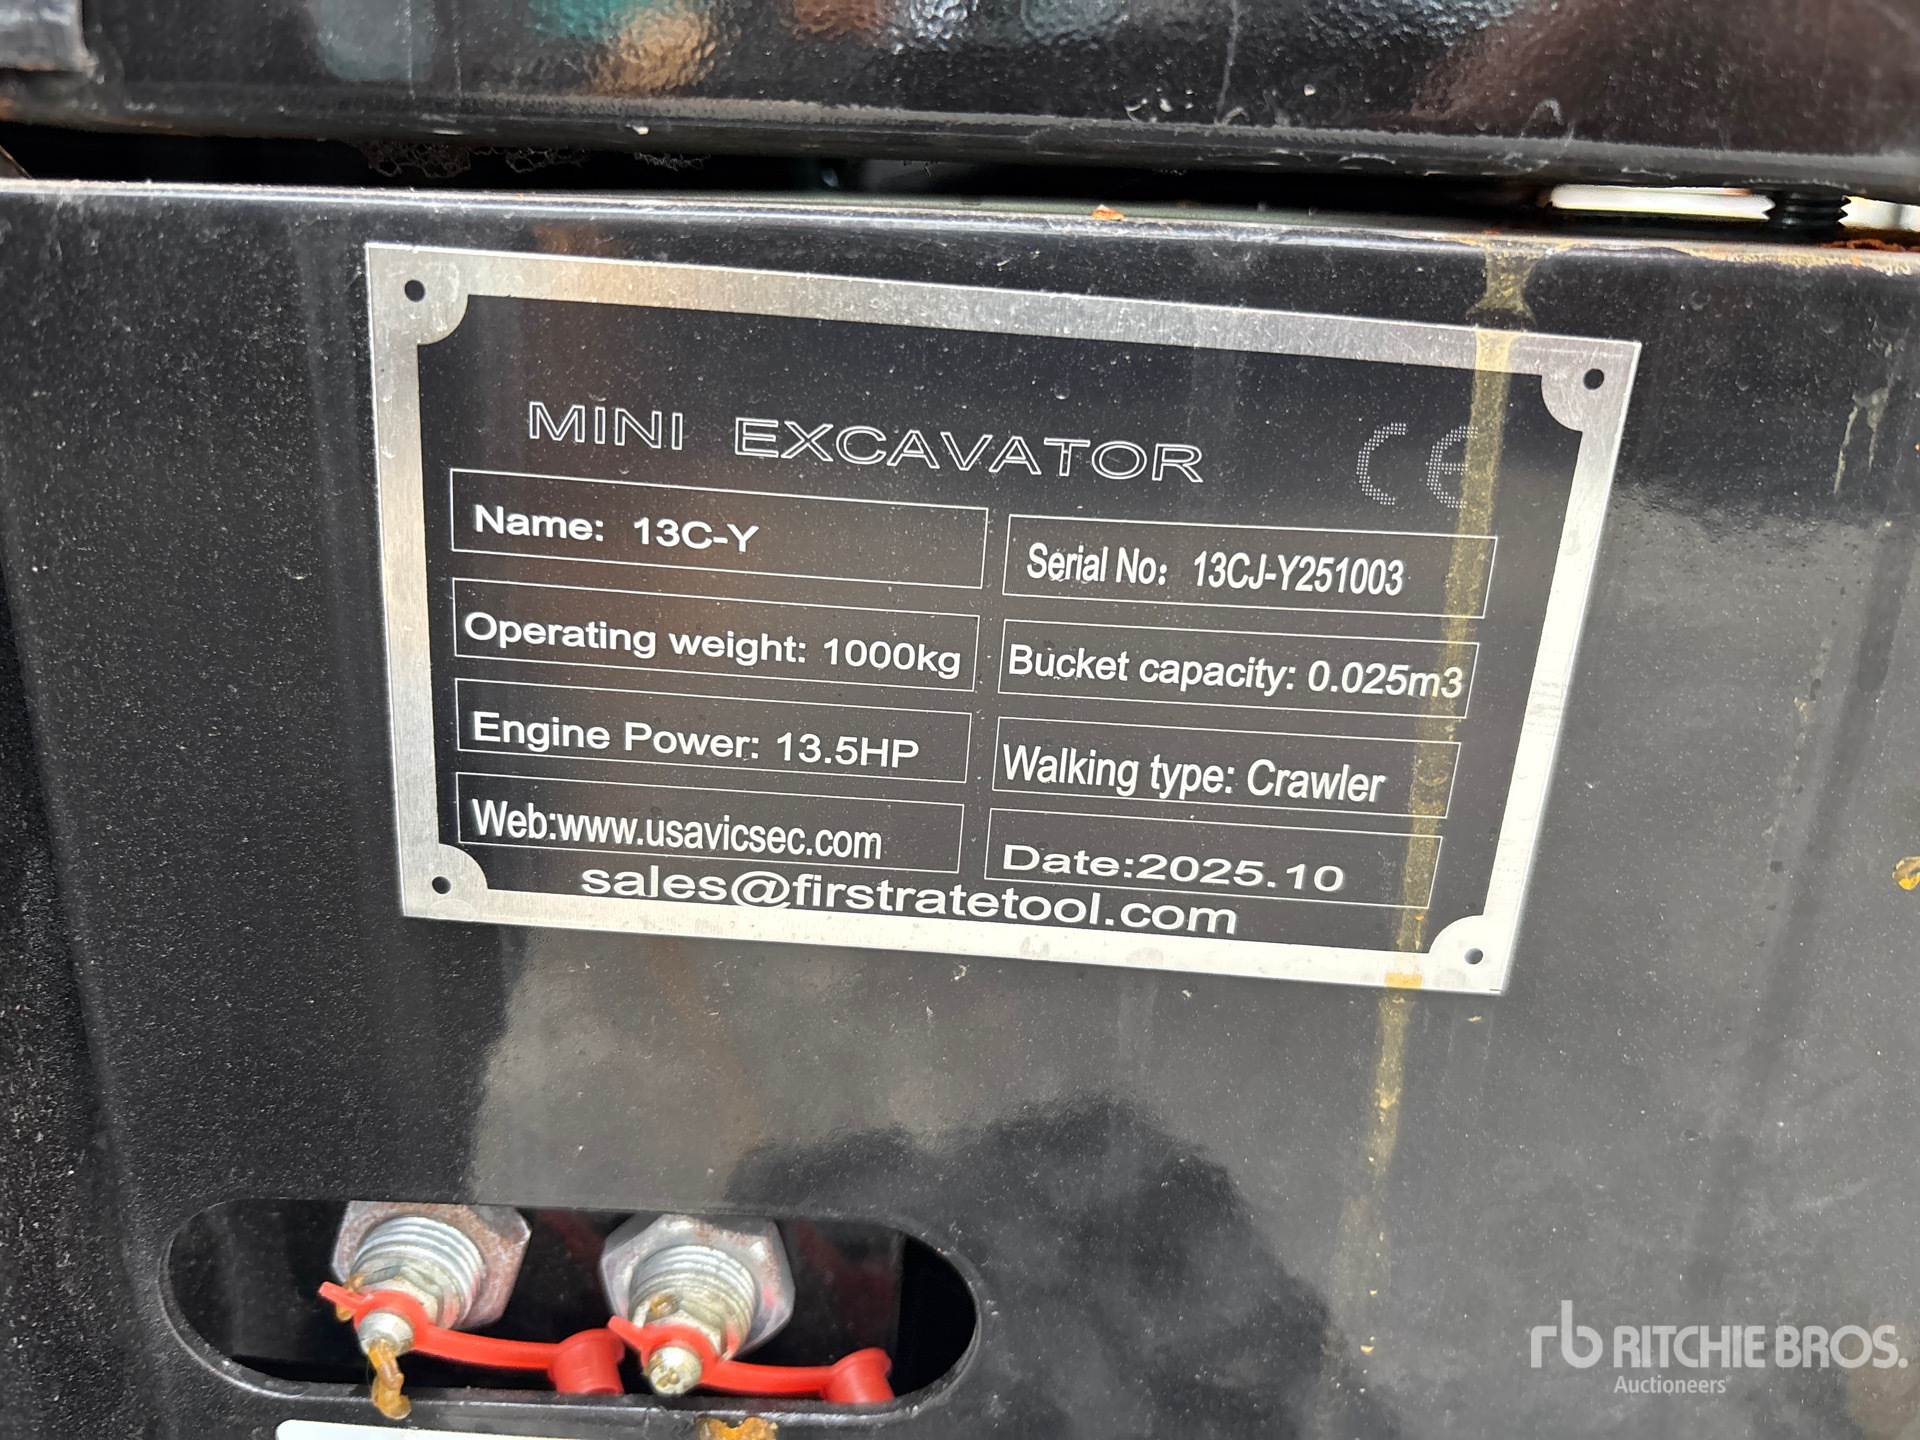 MINI EXCAVATOR CE
Name: 13C-Y
Serial No: 13CJ-Y251003
Operating weight: 1000kg
Bucket capacity: 0.025m3
Engine Power: 13.5HP
Walking type: Crawler
Web:www.usavicsec.com
Date:2025.10
sales@firstratetool.com
rb RITCHIE BROS.
Auctioneers